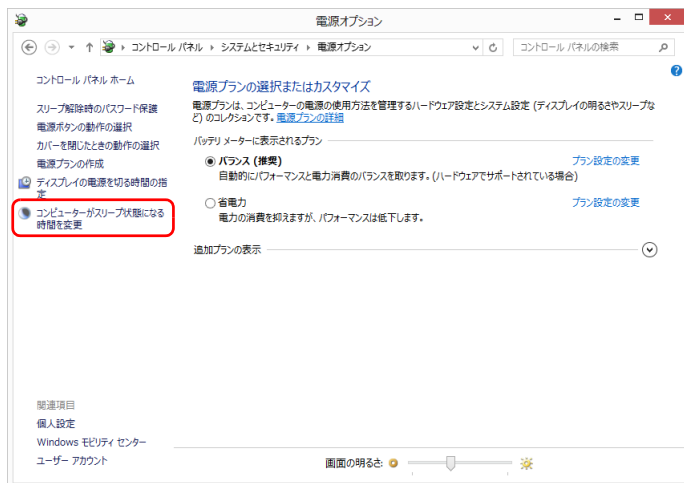 電源オプション
コントロール パネル ▸ システムとセキュリティ ▸ 電源オプション
コントロール パネルの検索
コントロール パネル ホーム
スリープ解除時のパスワード保護
電源ボタンの動作の選択
カバーを閉じたときの動作の選択
電源プランの作成
ディスプレイの電源を切る時間の指
定
コンピューターがスリープ状態になる
時間を変更
電源プランの選択またはカスタマイズ
電源プランは、コンピューターの電源の使用方法を管理するハードウェア設定とシステム設定 (ディスプレイの明るさやスリープな
ど) のコレクションです。電源プランの詳細
バッテリ メーターに表示されるプラン
バランス (推奨) プラン設定の変更
自動的にパフォーマンスと電力消費のバランスを取ります。(ハードウェアでサポートされている場合)
省電力 プラン設定の変更
電力の消費を抑えますが、パフォーマンスは低下します。
追加プランの表示
関連項目
個人設定
Windows モビリティ センター
ユーザー アカウント
画面の明るさ: